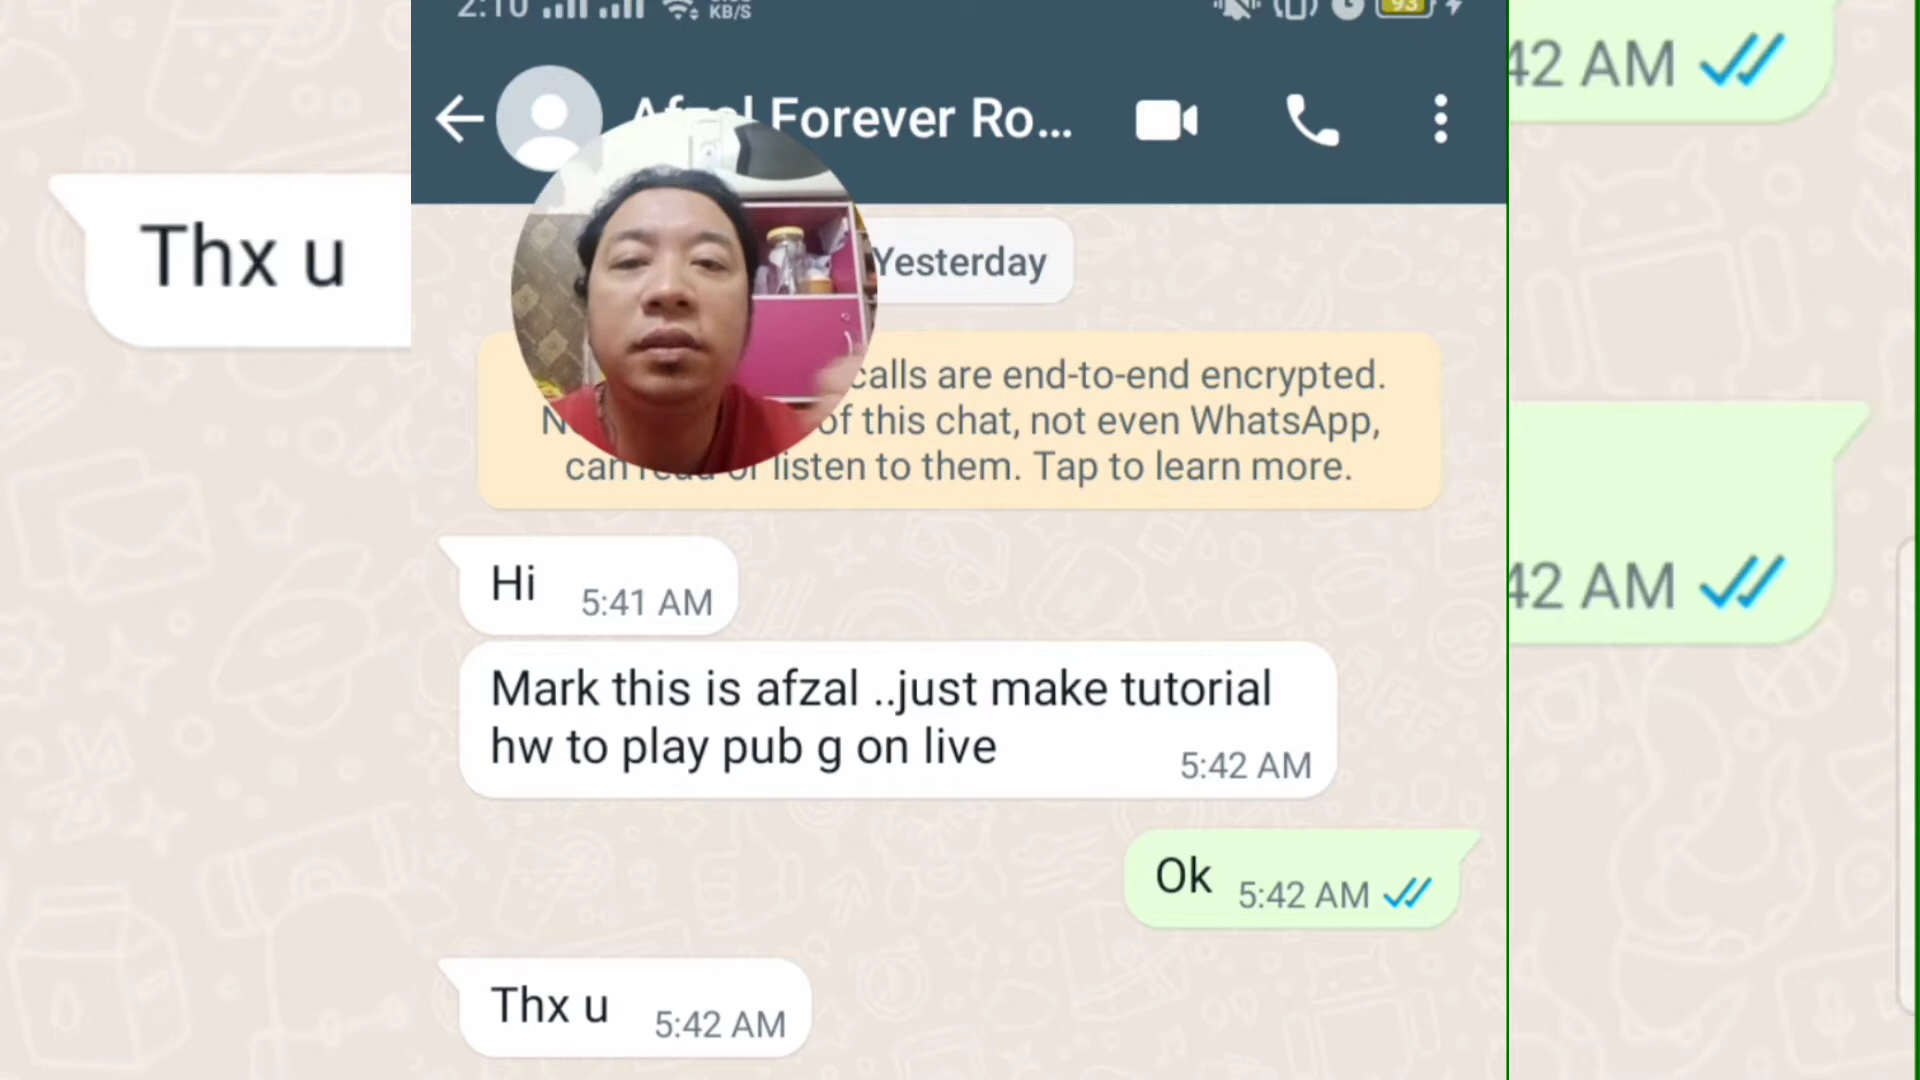 2:10 KB/S 93
Forever Ro...
Yesterday
calls are end-to-end encrypted.
of this chat, not even WhatsApp,
can read or listen to them. Tap to learn more.
Hi 5:41 AM
Mark this is afzal ..just make tutorial
hw to play pub g on live
5:42 AM
Ok 5:42 AM
Thx u 5:42 AM
Thx u
42 AM
42 AM